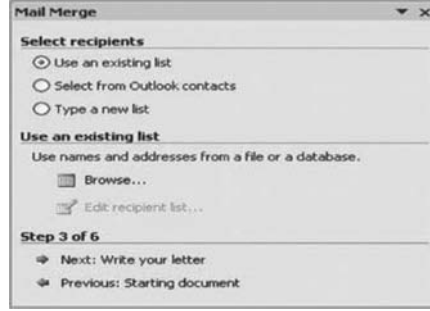 Mail Merge
Select recipients
Use an existing list
Select from Outlook contacts
Type a new list
Use an existing list
Use names and addresses from a file or a database.
Browse...
Edit recipient list...
Step 3 of 6
Next: Write your letter
Previous: Starting document